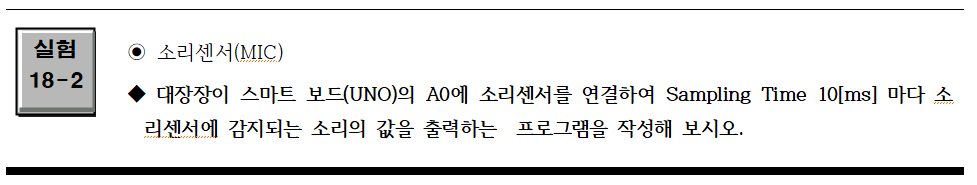 실험
18-2
◉ 소리센서(MIC)
◆ 대장장이 스마트 보드(UNO)의 A0에 소리센서를 연결하여 Sampling Time 10[ms] 마다 소
리센서에 감지되는 소리의 값을 출력하는 프로그램을 작성해 보시오.